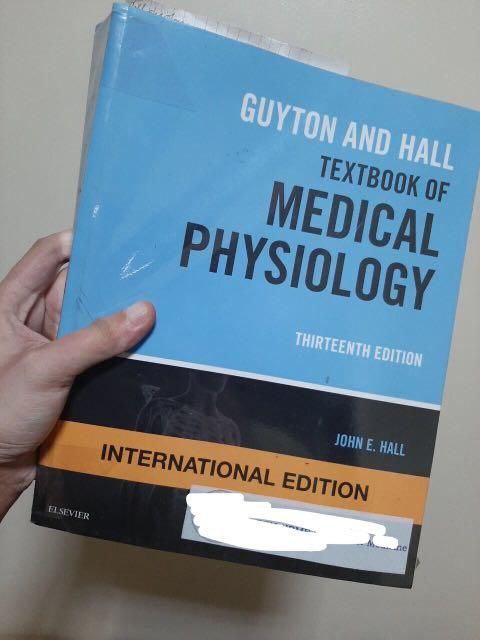 GUYTON AND HALL
TEXTBOOK OF
MEDICAL
PHYSIOLOGY
THIRTEENTH EDITION
JOHN E. HALL
INTERNATIONAL EDITION
ELSEVIER